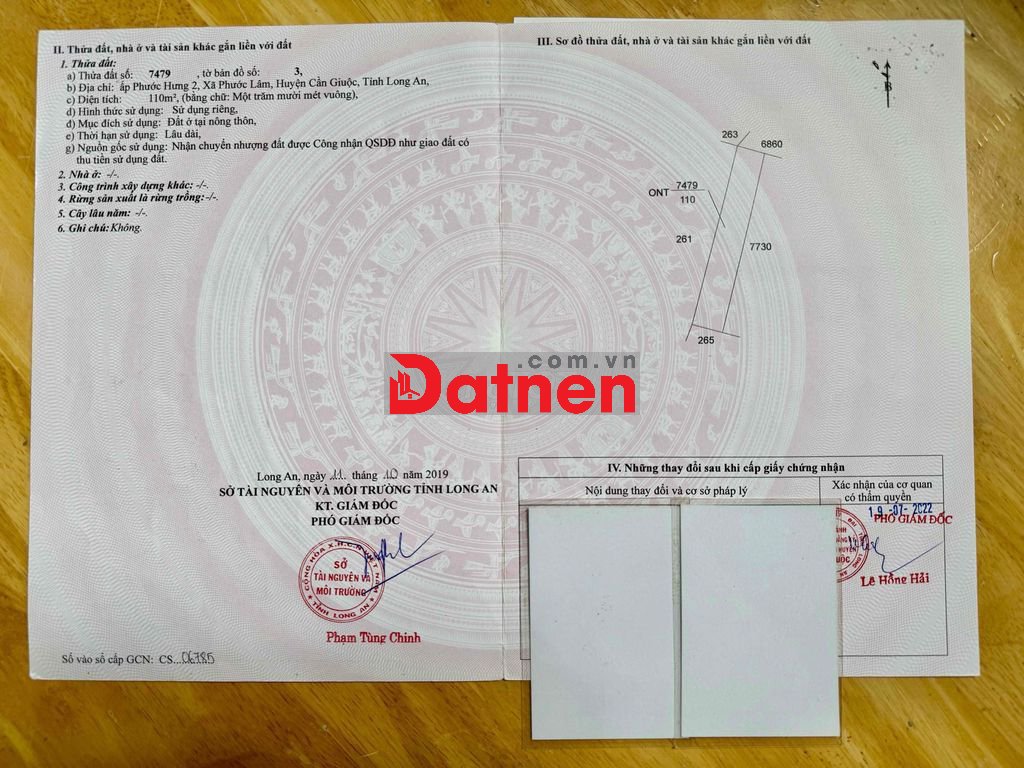 II. Thửa đất, nhà ở và tài sản khác gắn liền với đất
1. Thửa đất:
a) Thửa đất số: 7479 , tờ bản đồ số: 3,
b) Địa chỉ: ấp Phước Hưng 2, Xã Phước Lâm, Huyện Cần Giuộc, Tỉnh Long An,
c) Diện tích: 110m², (bằng chữ: Một trăm mười mét vuông),
d) Hình thức sử dụng: Sử dụng riêng,
đ) Mục đích sử dụng: Đất ở tại nông thôn,
e) Thời hạn sử dụng: Lâu dài,
g) Nguồn gốc sử dụng: Nhận chuyển nhượng đất được Công nhận QSDĐ như giao đất có
thu tiền sử dụng đất.
2. Nhà ở: -/-.
3. Công trình xây dựng khác: -/-.
4. Rừng sản xuất là rừng trồng: -/-.
5. Cây lâu năm: -/-.
6. Ghi chú: Không.
Long An, ngày 11 tháng 10 năm 2019
SỞ TÀI NGUYÊN VÀ MÔI TRƯỜNG TỈNH LONG AN
KT. GIÁM ĐỐC
PHÓ GIÁM ĐỐC
CỘNG HÒA X.H.C.N VIỆT NAM
SỞ
TÀI NGUYÊN VÀ
MÔI TRƯỜNG
TỈNH LONG AN
Phạm Tùng Chinh
Số vào sổ cấp GCN: CS...06785
III. Sơ đồ thửa đất, nhà ở và tài sản khác gắn liền với đất
B
263
6860
ONT 7479
110
261
7730
265
.com.vn
Datnen
IV. Những thay đổi sau khi cấp giấy chứng nhận
Nội dung thay đổi và cơ sở pháp lý
Xác nhận của cơ quan
có thẩm quyền
19-07-2022
PHÓ GIÁM ĐỐC
Lê Hồng Hải